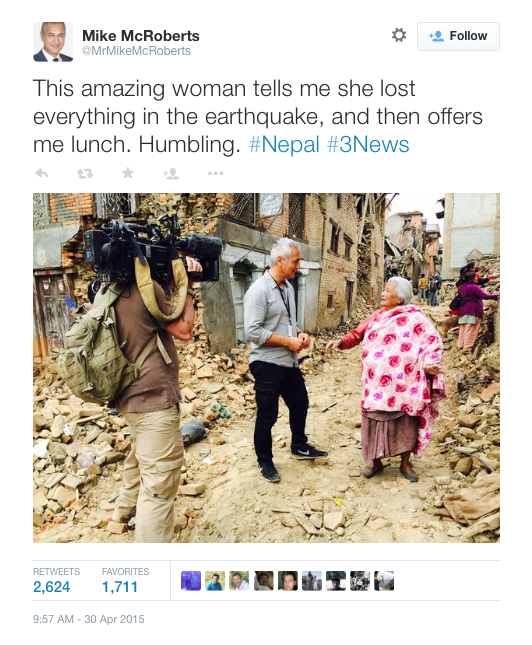 Mike McRoberts
@MrMikeMcRoberts
Follow
This amazing woman tells me she lost
everything in the earthquake, and then offers
me lunch. Humbling. #Nepal #3News
RETWEETS FAVORITES
2,624 1,711
9:57 AM - 30 Apr 2015